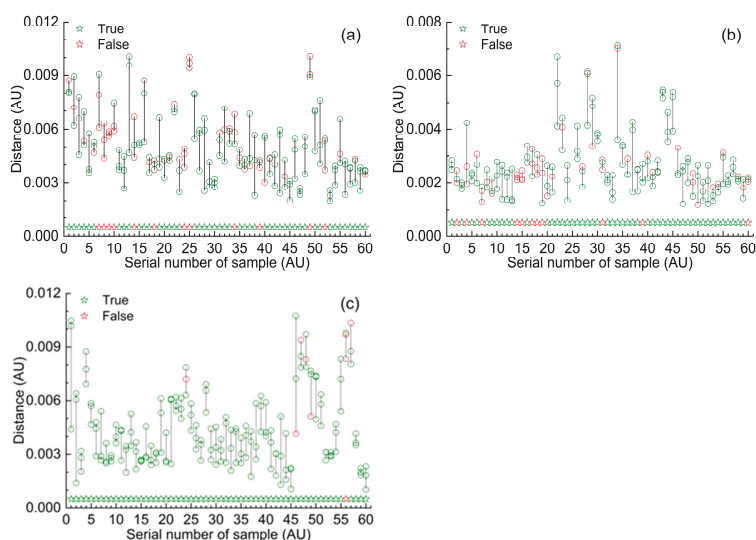 (a)
True
False
0.012
0.009
0.006
0.003
0.000
Distance (AU)
0 5 10 15 20 25 30 35 40 45 50 55 60
Serial number of sample (AU)
(b)
True
False
0.008
0.006
0.004
0.002
0.000
Distance (AU)
0 5 10 15 20 25 30 35 40 45 50 55 60
Serial number of sample (AU)
(c)
True
False
0.012
0.009
0.006
0.003
0.000
Distance (AU)
0 5 10 15 20 25 30 35 40 45 50 55 60
Serial number of sample (AU)